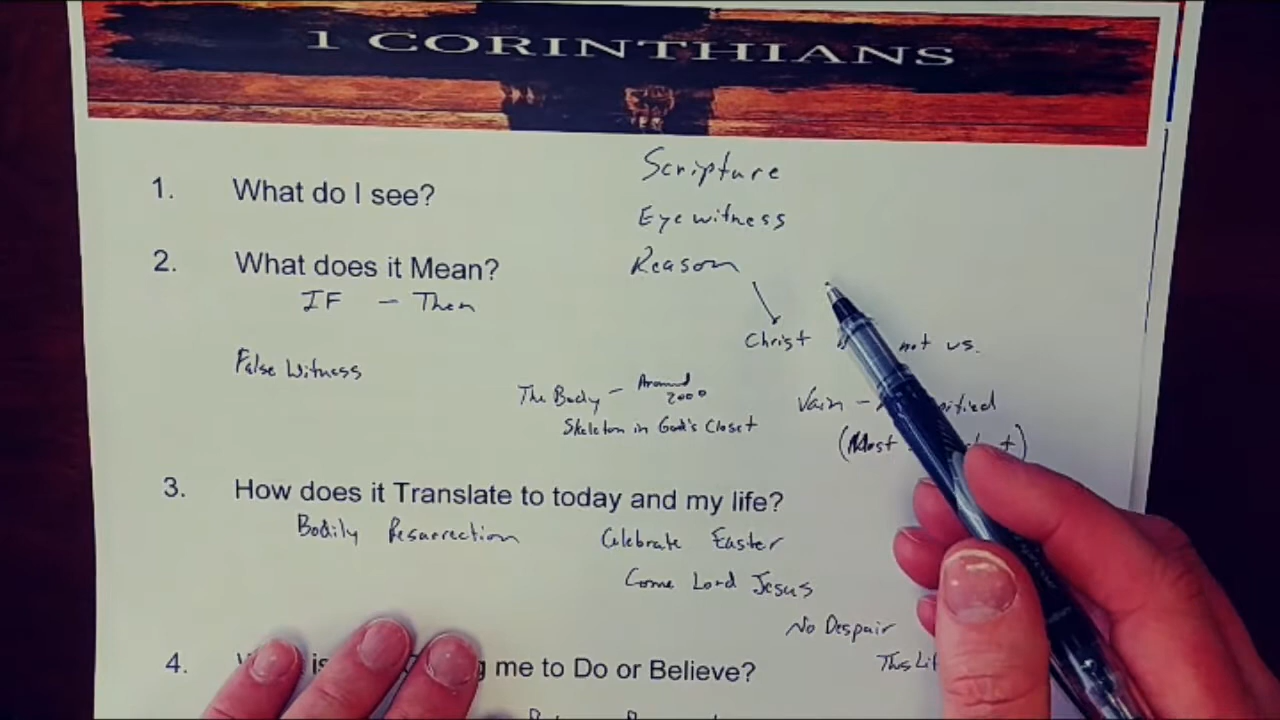 1 CORINTHIANS
Scripture
1. What do I see?
Eyewitness
2. What does it Mean?
Reason
IF - Then
Christ not us.
False Witness
The Body - Around 2000
Vain -
Skeleton in God's Closet
(Most
3. How does it Translate to today and my life?
Bodily Resurrection
Celebrate Easter
Come Lord Jesus
No Despair
4. me to Do or Believe?
This